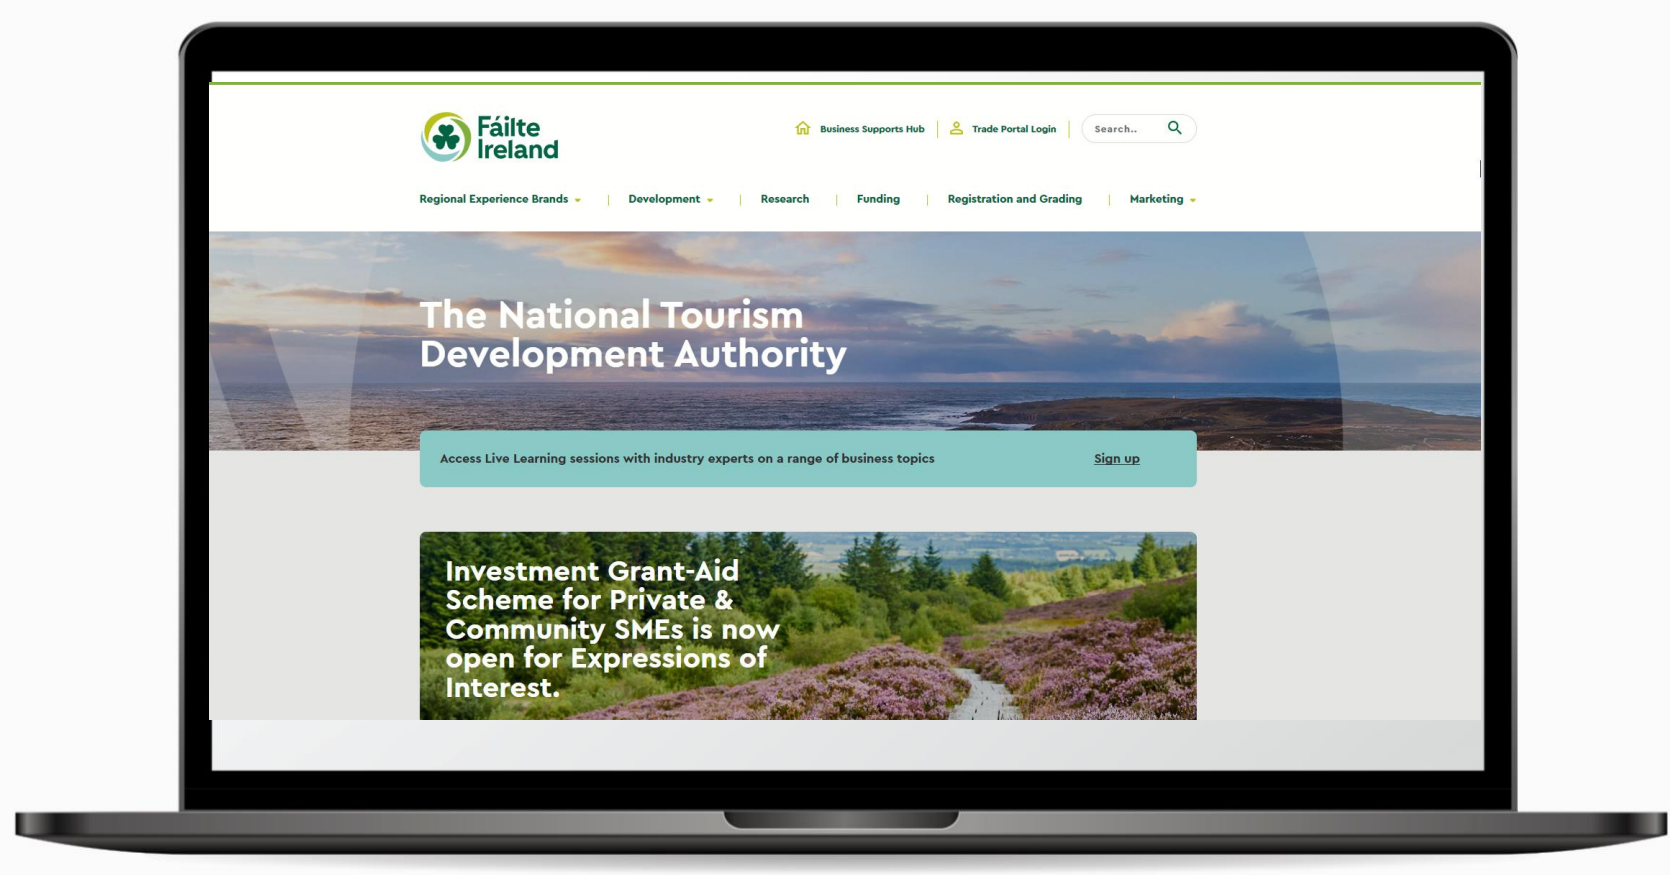 Fáilte
Ireland
Business Supports Hub
Trade Portal Login
Search..
Regional Experience Brands
Development
Research
Funding
Registration and Grading
Marketing
The National Tourism
Development Authority
Access Live Learning sessions with industry experts on a range of business topics
Sign up
Investment Grant-Aid
Scheme for Private &
Community SMEs is now
open for Expressions of
Interest.